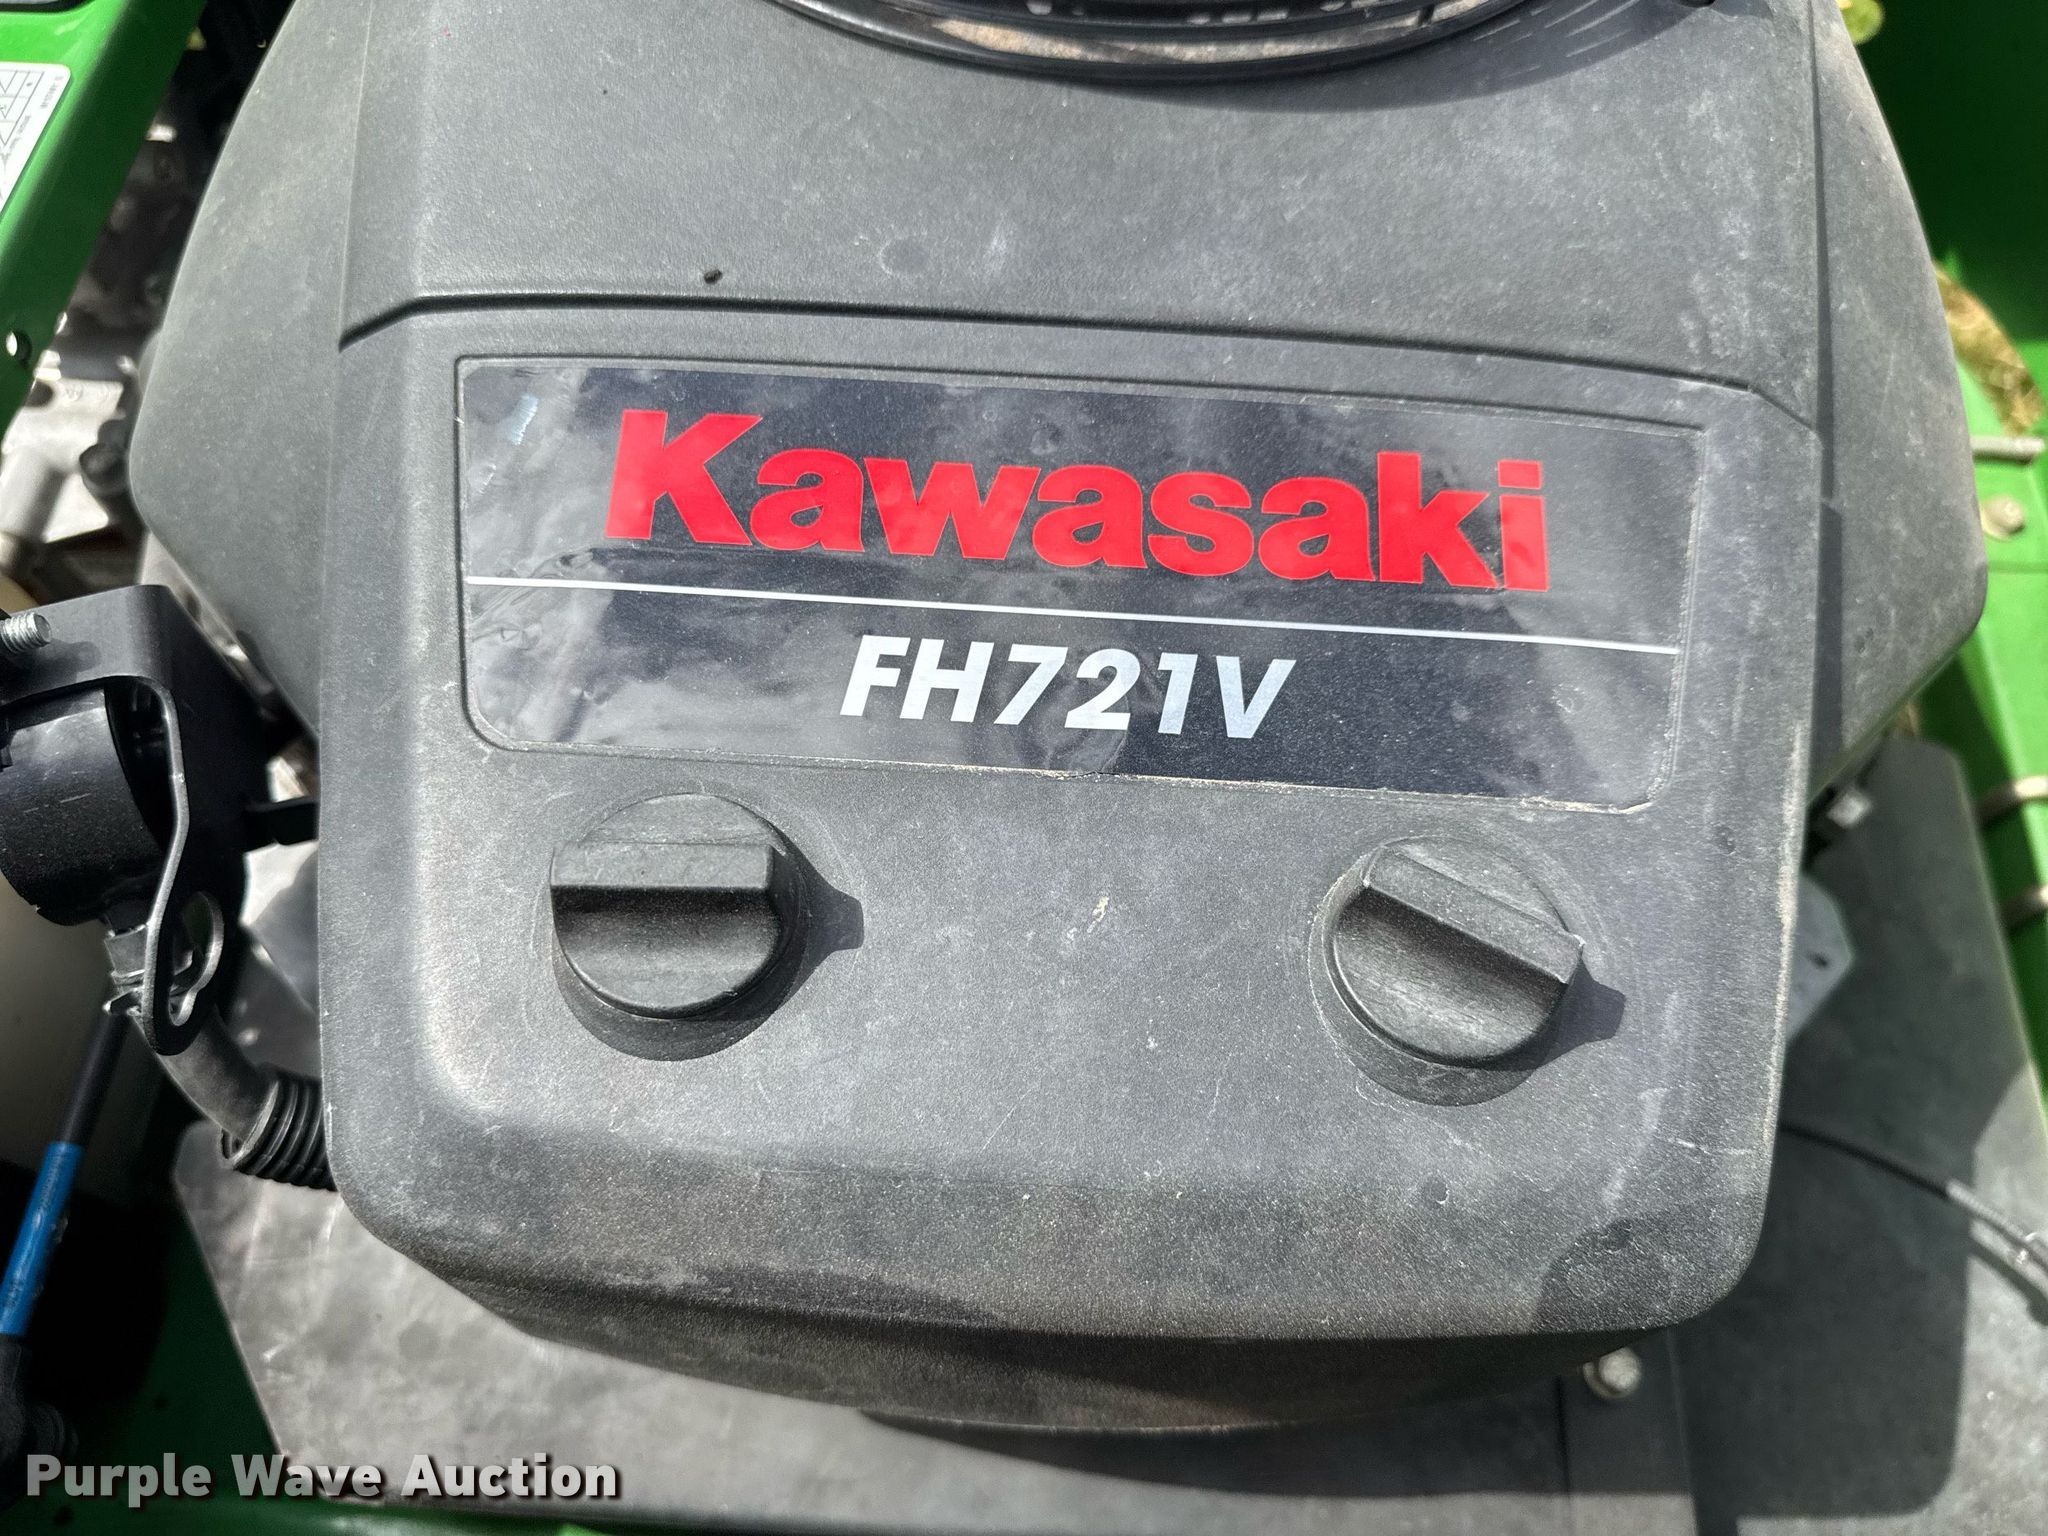 Kawasaki
FH721V
Purple Wave Auction